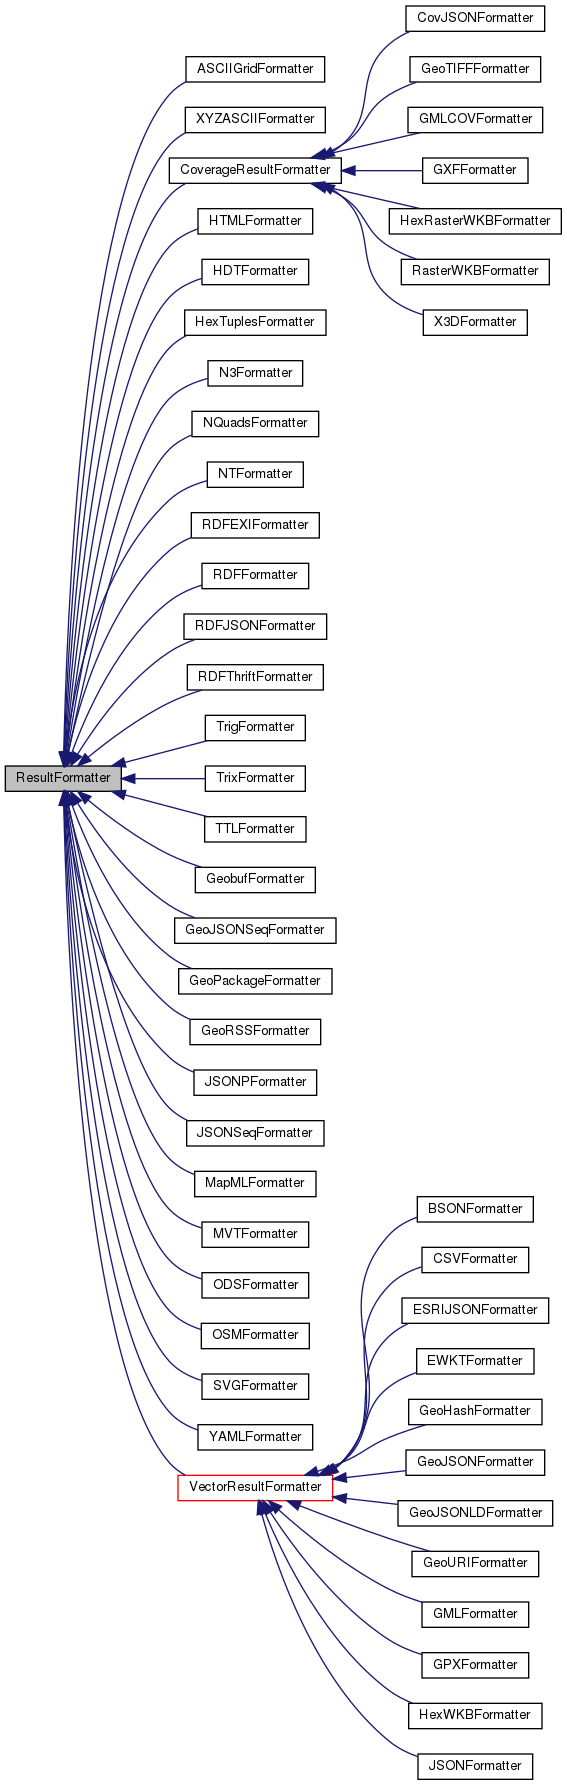 CovJSONFormatter
ASCIIGridFormatter
GeoTIFFFormatter
XYZASCIIFormatter
GMLCOVFormatter
CoverageResultFormatter
GXFFormatter
HTMLFormatter
HexRasterWKBFormatter
HDTFormatter
RasterWKBFormatter
HexTuplesFormatter
X3DFormatter
N3Formatter
NQuadsFormatter
NTFormatter
RDFEXIFormatter
RDFFormatter
RDFJSONFormatter
RDFThriftFormatter
TrigFormatter
ResultFormatter
TrixFormatter
TTLFormatter
GeobufFormatter
GeoJSONSeqFormatter
GeoPackageFormatter
GeoRSSFormatter
JSONPFormatter
JSONSeqFormatter
MapMLFormatter
BSONFormatter
MVTFormatter
CSVFormatter
ODSFormatter
ESRIJSONFormatter
OSMFormatter
EWKTFormatter
SVGFormatter
GeoHashFormatter
YAMLFormatter
GeoJSONFormatter
VectorResultFormatter
GeoJSONLDFormatter
GeoURIFormatter
GMLFormatter
GPXFormatter
HexWKBFormatter
JSONFormatter